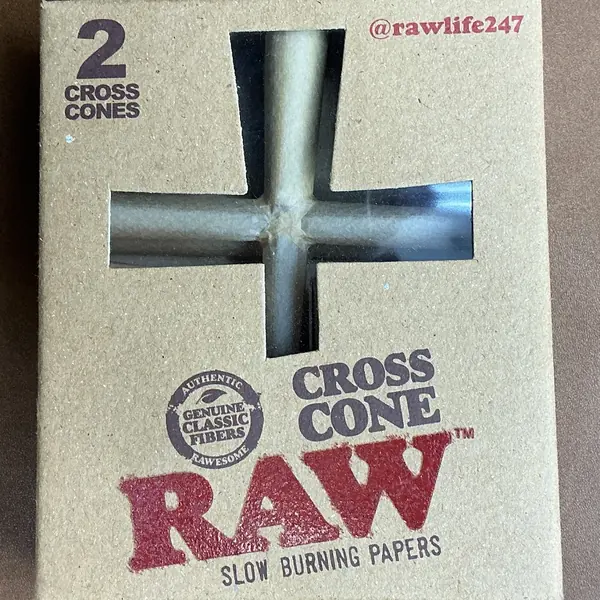 @rawlife247
2
CROSS
CONES
AUTHENTIC
GENUINE
CLASSIC
FIBERS
RAWESOME
CROSS
CONE
RAW™
SLOW BURNING PAPERS